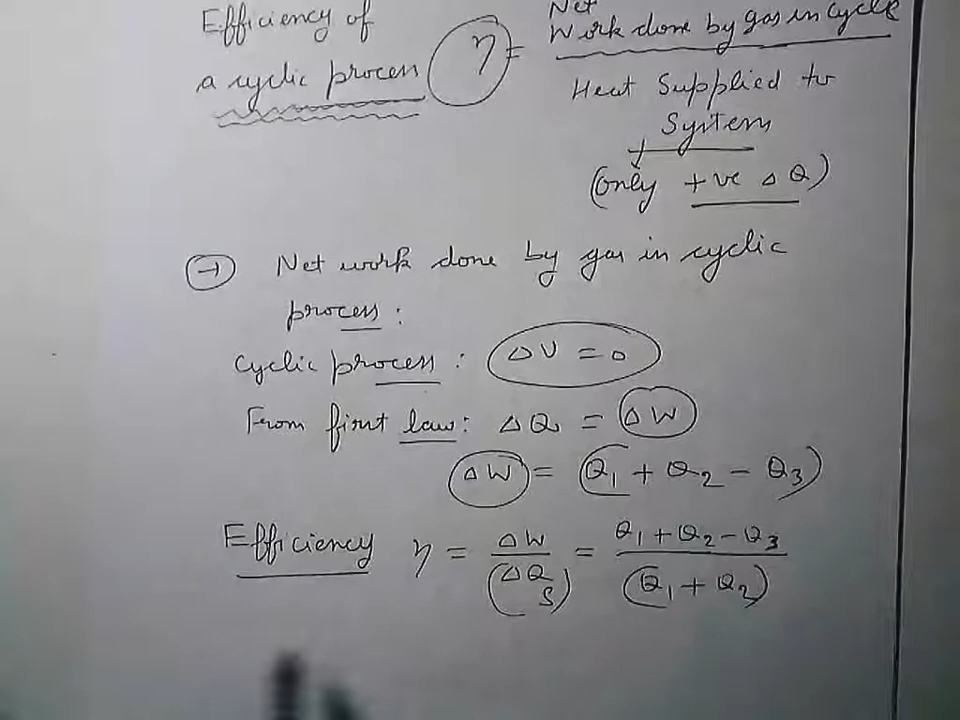 Efficiency of
a cyclic process η = Net Work done by gas in cycle
Heat Supplied to
System
(only +ve ΔQ)
→ Net work done by gas in cyclic
process :
Cyclic process : ΔU = 0
From first law : ΔQ = ΔW
ΔW = (Q1 + Q2 - Q3)
Efficiency η = ΔW / (ΔQs) = Q1 + Q2 - Q3 / (Q1 + Q2)